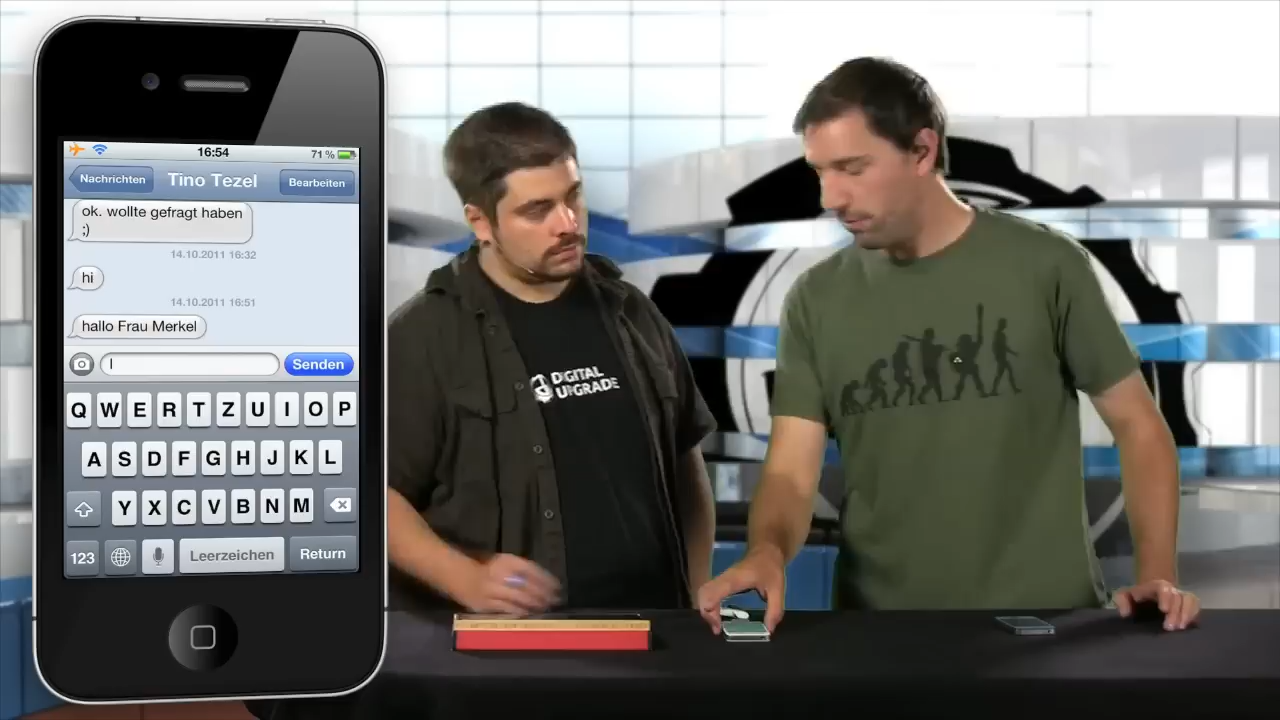 16:54
71 %
Nachrichten
Tino Tezel
Bearbeiten
ok. wollte gefragt haben
;)
14.10.2011 16:32
hi
14.10.2011 16:51
hallo Frau Merkel
Senden
Q W E R T Z U I O P
A S D F G H J K L
Y X C V B N M
123
Leerzeichen
Return
DIGITAL
UPGRADE